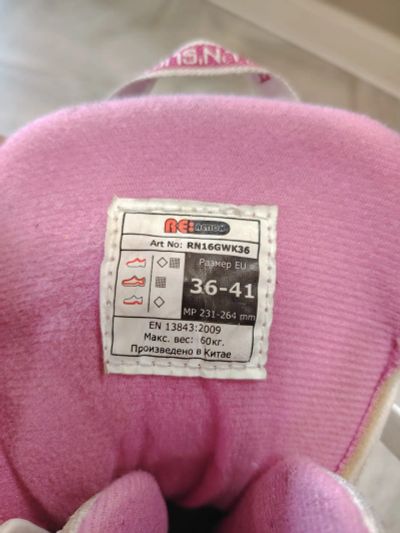 RE:ACTION
Art No: RN16GWK36
Размер EU
36-41
MP 231-264 mm
EN 13843:2009
Макс. вес: 60кг.
Произведено в Китае